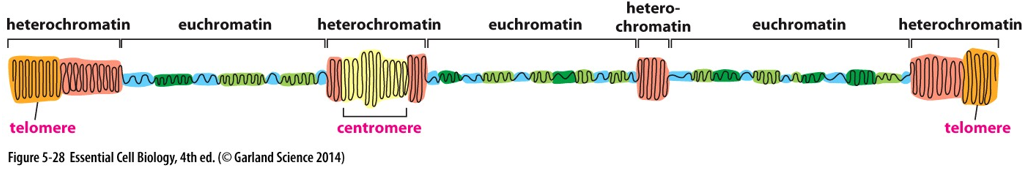 heterochromatin euchromatin heterochromatin euchromatin hetero-
chromatin euchromatin heterochromatin
telomere centromere telomere
Figure 5-28 Essential Cell Biology, 4th ed. (© Garland Science 2014)